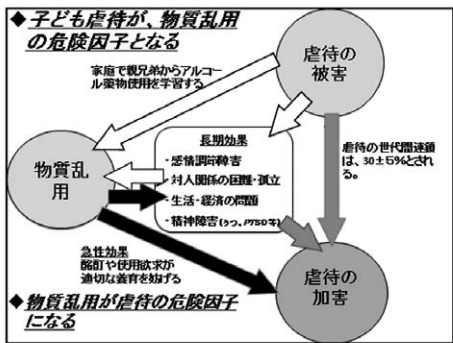 ◆子ども虐待が、物質乱用
の危険因子となる
家庭で親兄弟からアルコー
ル薬物使用を学習する
虐待の
被害
長期効果
・感情調節障害
・対人関係の困難・孤立
・生活・経済の問題
・精神障害(うつ、PTSD等)
虐待の世代間連鎖
は、30±5%とされ
る。
物質乱
用
急性効果
酩酊や使用欲求が
適切な養育を妨げる
虐待の
加害
◆物質乱用が虐待の危険因子
になる